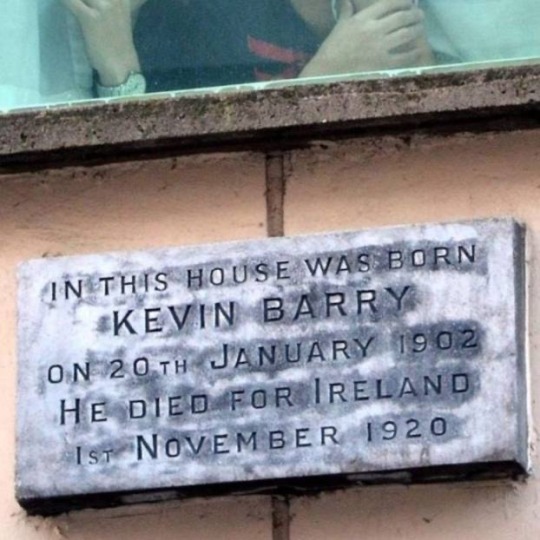 IN THIS HOUSE WAS BORN
KEVIN BARRY
ON 20TH JANUARY 1902
HE DIED FOR IRELAND
1ST NOVEMBER 1920